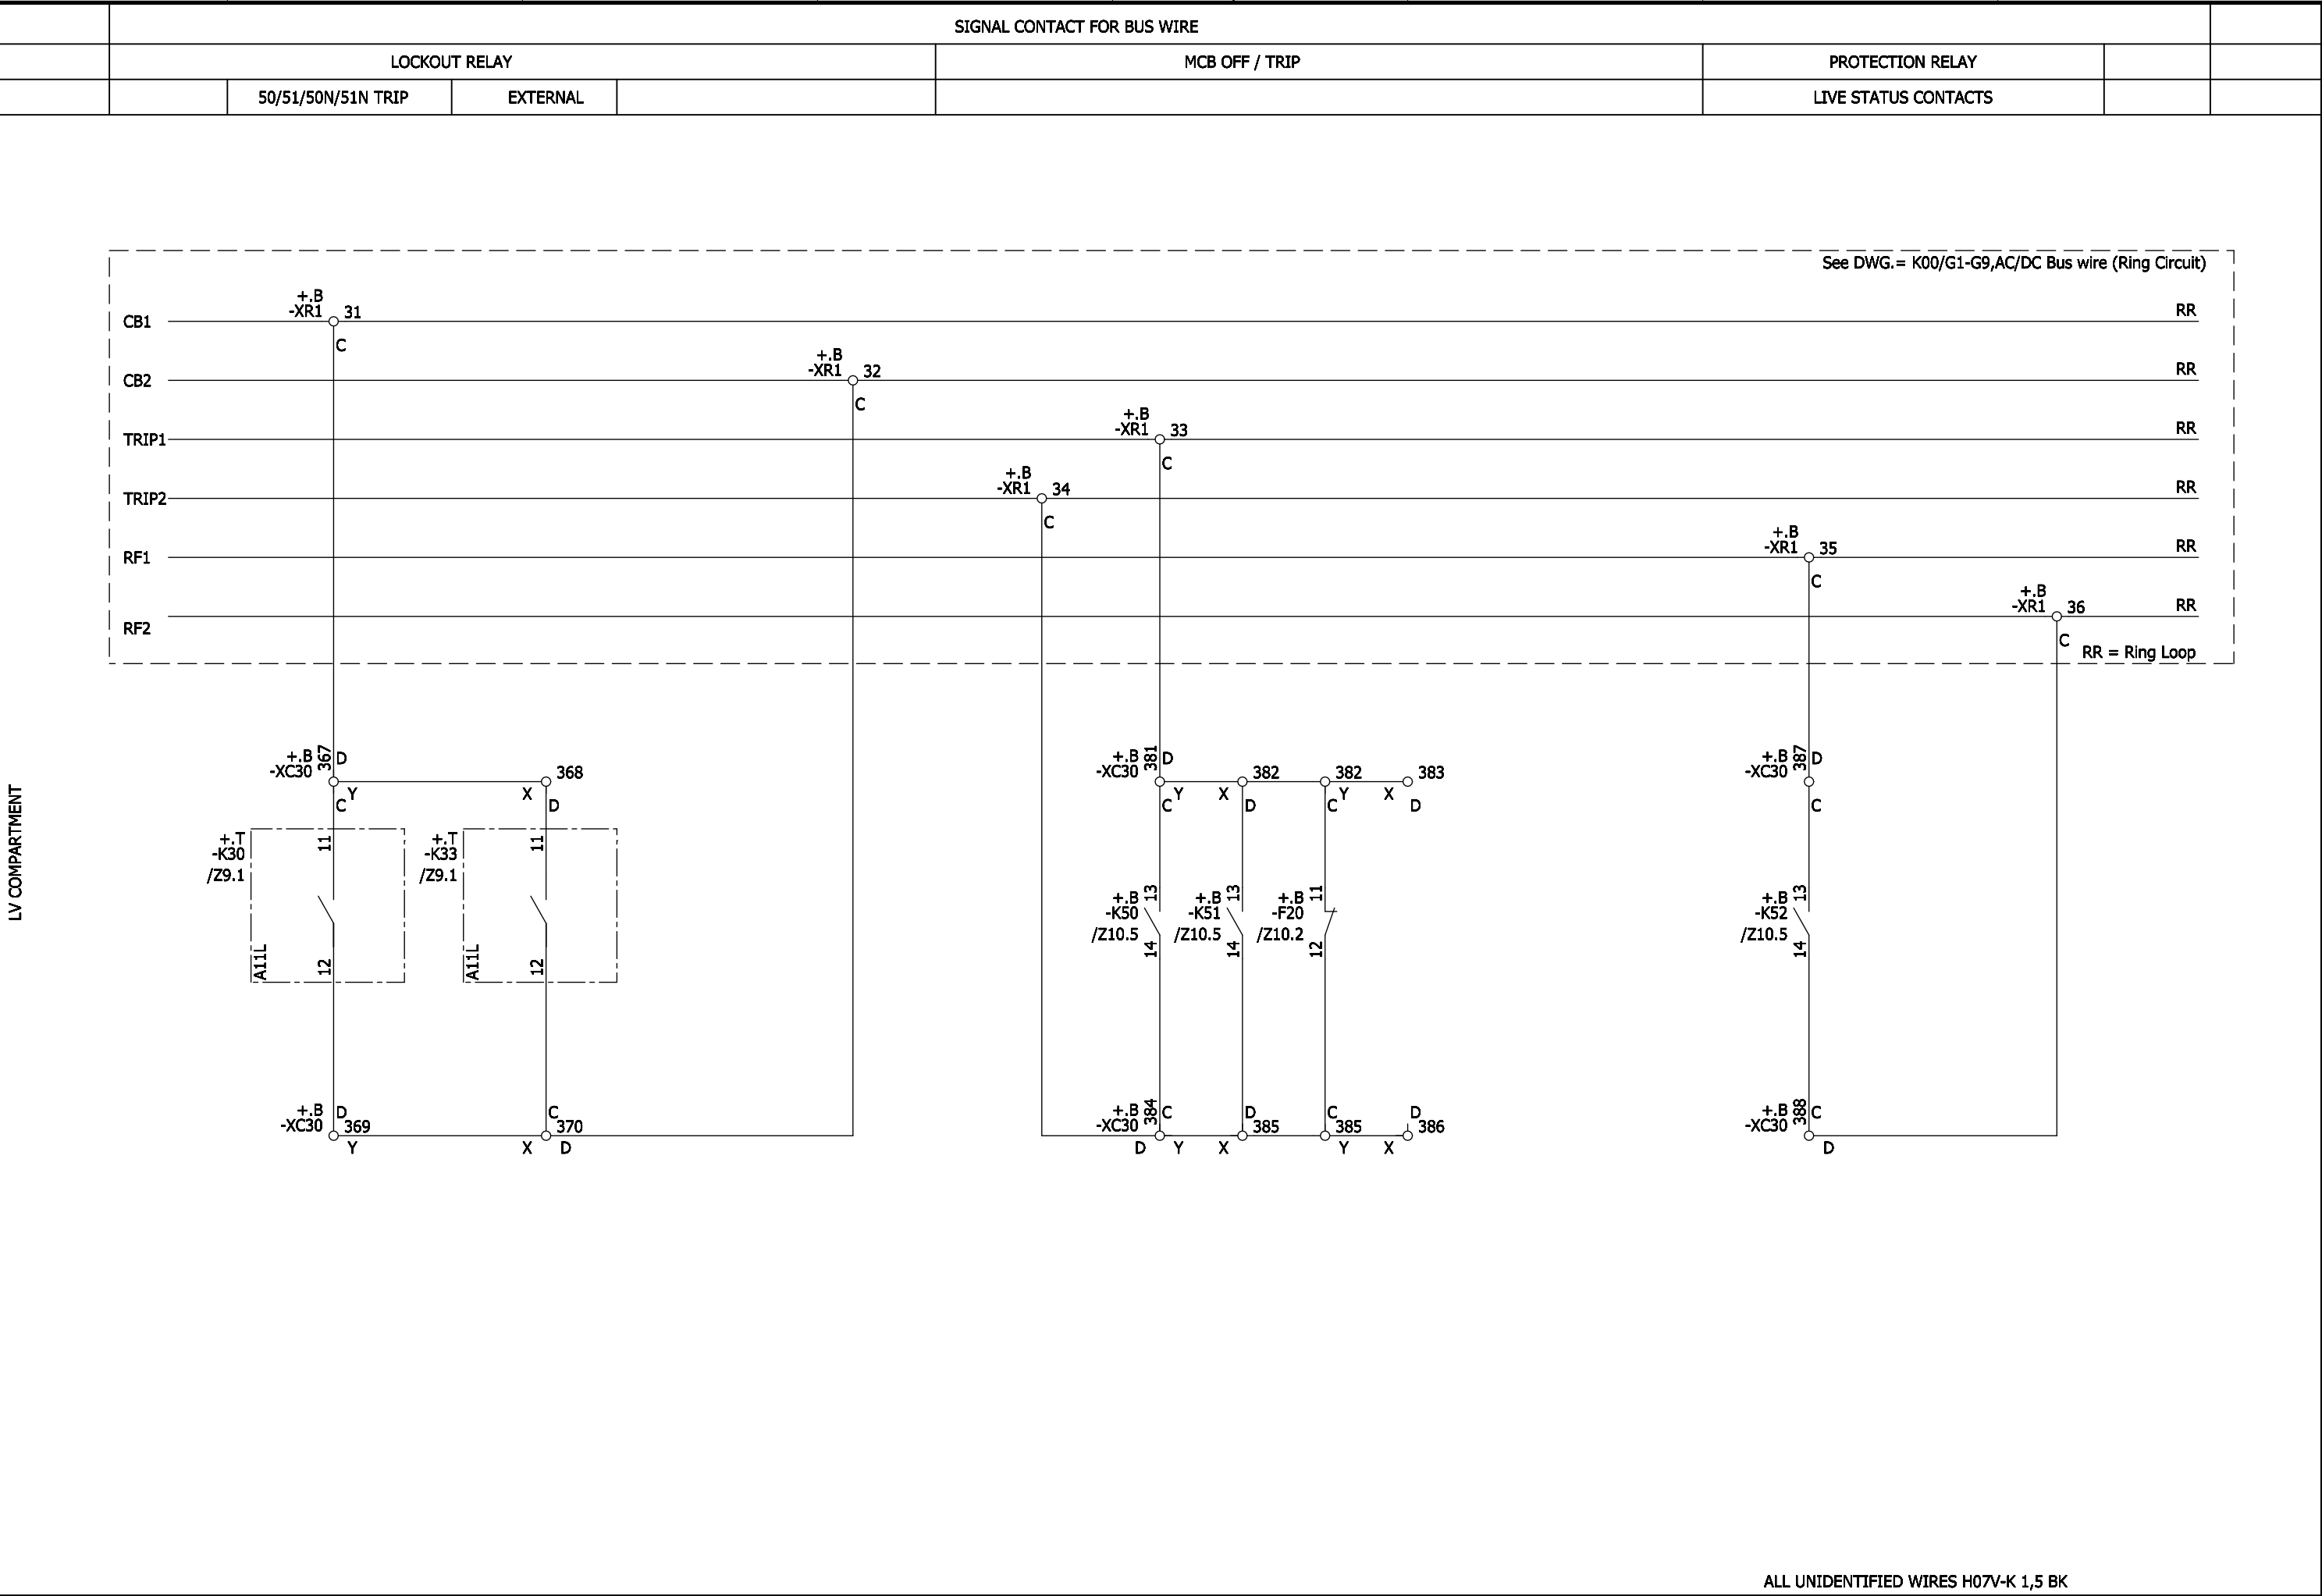 SIGNAL CONTACT FOR BUS WIRE
LOCKOUT RELAY
MCB OFF / TRIP
PROTECTION RELAY
50/51/50N/51N TRIP
EXTERNAL
LIVE STATUS CONTACTS
See DWG.= K00/G1-G9,AC/DC Bus wire (Ring Circuit)
+.B
-XR1 31
CB1
RR
C
+.B
-XR1 32
CB2
RR
C
+.B
-XR1 33
TRIP1
RR
C
+.B
-XR1 34
TRIP2
RR
C
+.B
-XR1 35
RF1
RR
C
+.B
-XR1 36
RF2
RR
C
RR = Ring Loop
LV COMPARTMENT
+.B
-XC30
367
D
Y
C
368
X
D
+.T
-K30
/Z9.1
11
12
A11L
+.T
-K33
/Z9.1
11
12
A11L
+.B
-XC30
D
369
Y
C
370
X
D
+.B
-XC30
381
D
C
Y
X
382
D
382
C
Y
X
383
D
+.B
-K50
/Z10.5
13
14
+.B
-K51
/Z10.5
13
14
+.B
-F20
/Z10.2
11
12
+.B
-XC30
384
C
D
Y
X
D
385
C
385
Y
X
D
386
+.B
-XC30
387
D
C
+.B
-K52
/Z10.5
13
14
+.B
-XC30
388
C
D
ALL UNIDENTIFIED WIRES H07V-K 1,5 BK